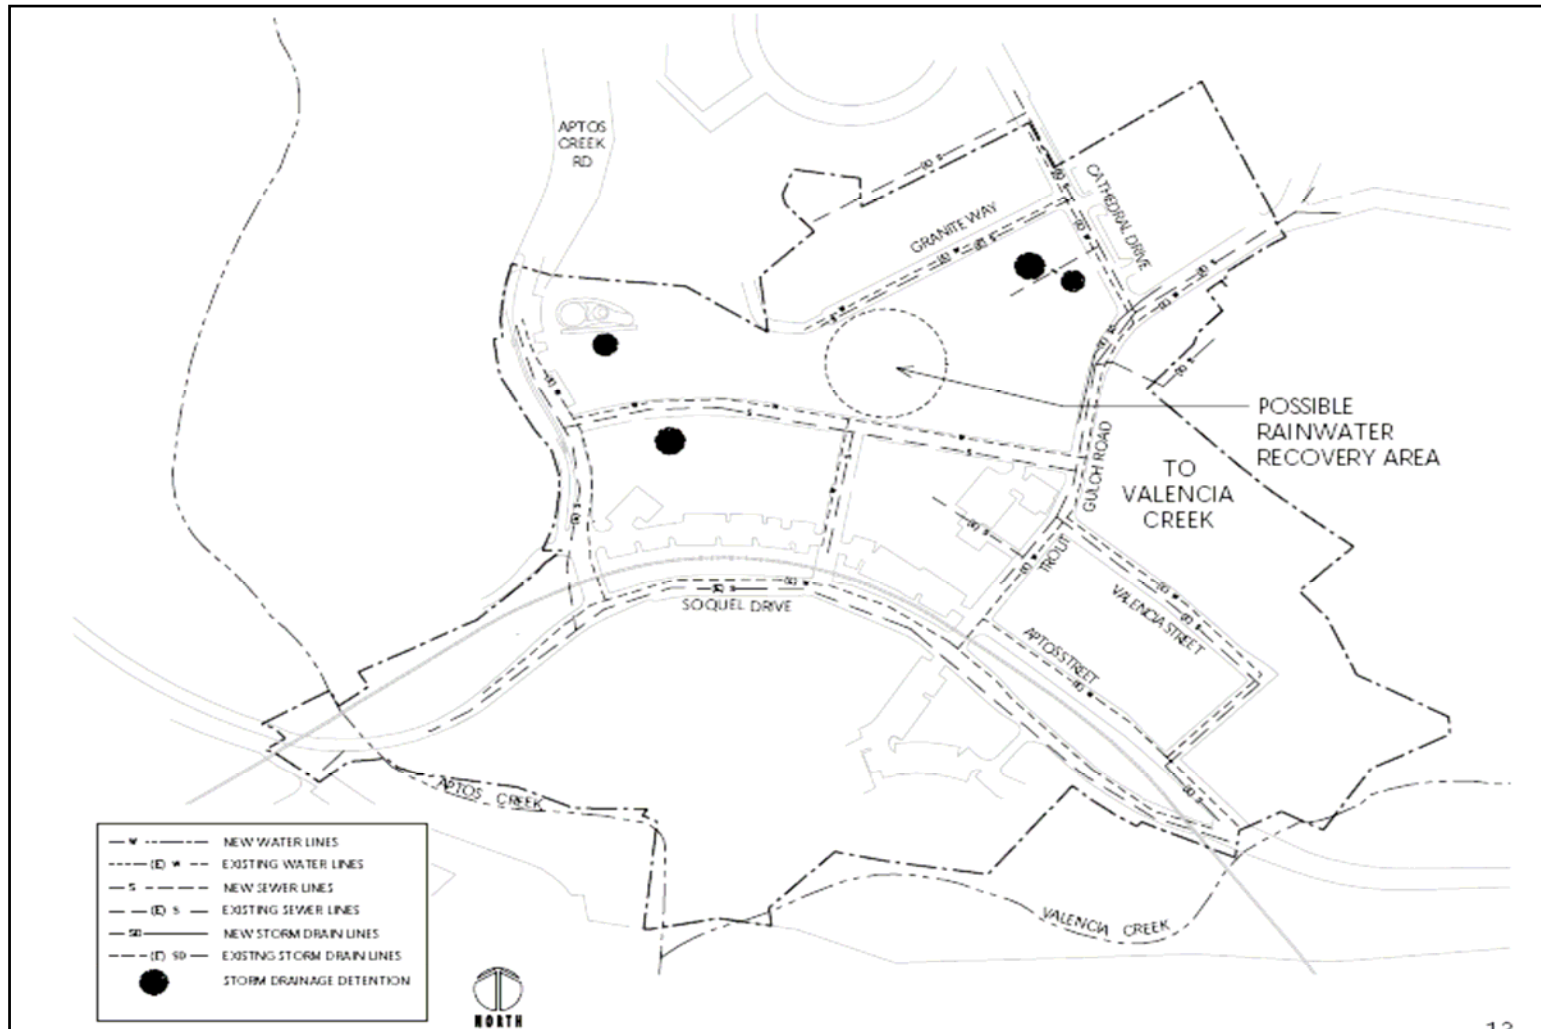 APTOS
CREEK
RD
CATHEDRAL DRIVE
GRANITE WAY
POSSIBLE
RAINWATER
RECOVERY AREA
GULCH ROAD
TO
VALENCIA
CREEK
TROUT
SOQUEL DRIVE
VALENCIA STREET
APTOS STREET
APTOS CREEK
VALENCIA CREEK
W NEW WATER LINES
(E) W EXISTING WATER LINES
S NEW SEWER LINES
(E) S EXISTING SEWER LINES
SD NEW STORM DRAIN LINES
(E) SD EXISTNG STORM DRAIN LINES
STORM DRAINAGE DETENTION
NORTH